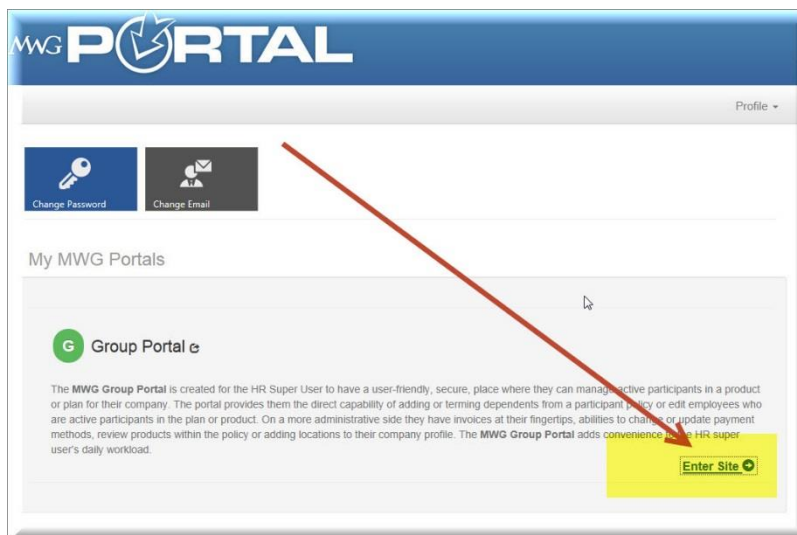 MWG PORTAL
Profile
Change Password
Change Email
My MWG Portals
G Group Portal
The MWG Group Portal is created for the HR Super User to have a user-friendly, secure, place where they can manage active participants in a product
or plan for their company. The portal provides them the direct capability of adding or terming dependents from a participant policy or edit employees who
are active participants in the plan or product. On a more administrative side they have invoices at their fingertips, abilities to change or update payment
methods, review products within the policy or adding locations to their company profile. The MWG Group Portal adds convenience to the HR super
user's daily workload.
Enter Site